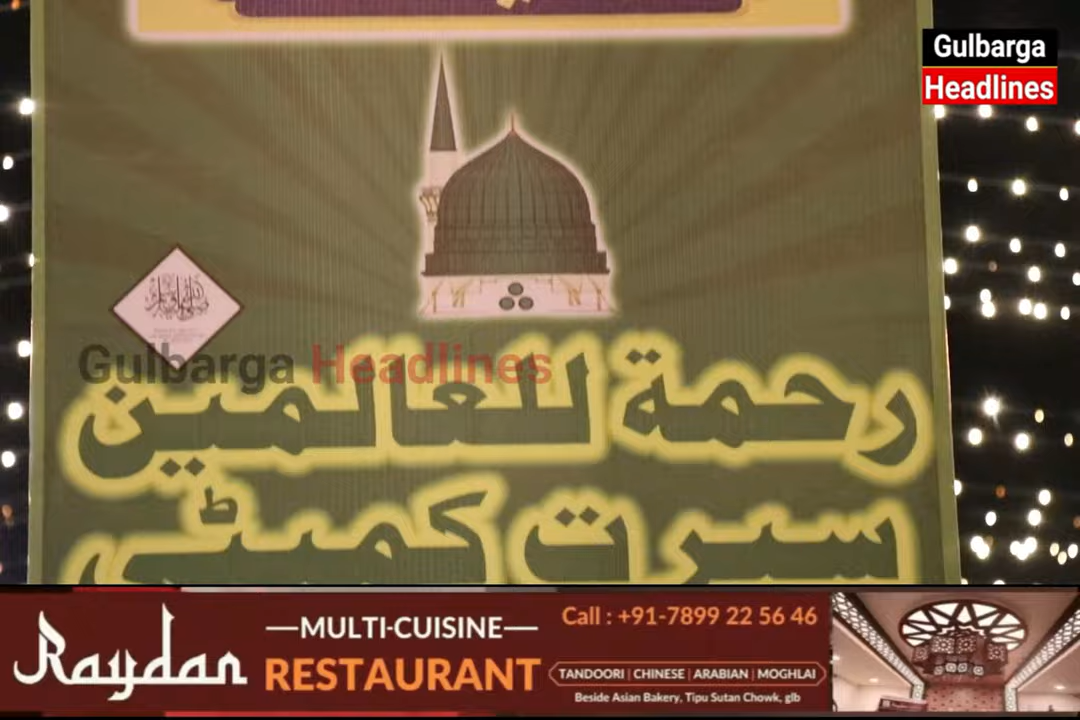 Gulbarga
Headlines
Gulbarga Headlines
رحمة للعالمين
سیرت کمیٹی
Raydan
MULTI-CUISINE
RESTAURANT
Call : +91-7899 22 56 46
TANDOORI | CHINESE | ARABIAN | MOGHLAI
Beside Asian Bakery, Tipu Sutan Chowk, glb